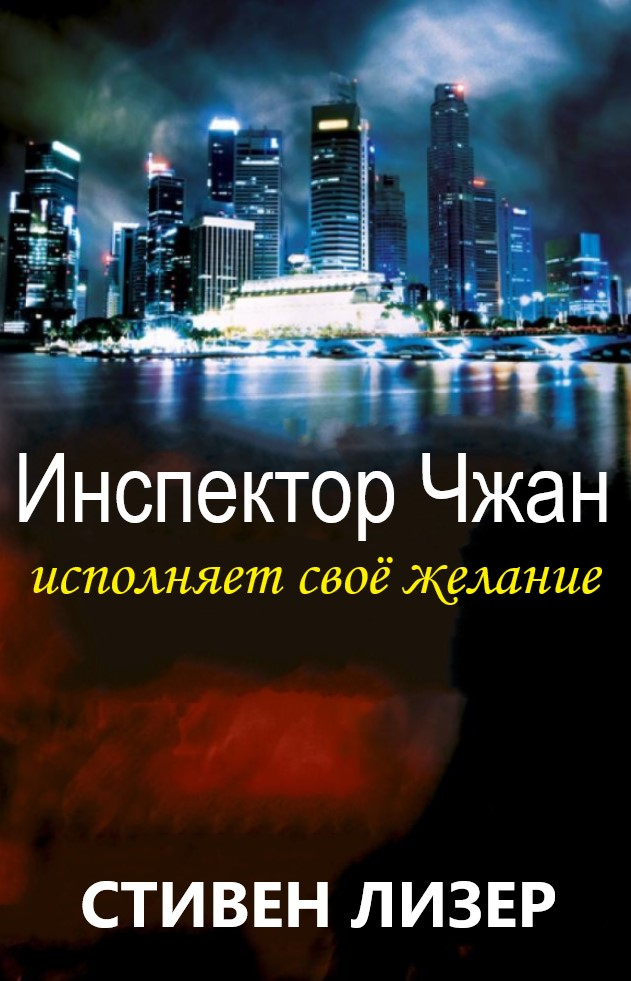 Инспектор Чжан
исполняет своё желание
СТИВЕН ЛИЗЕР